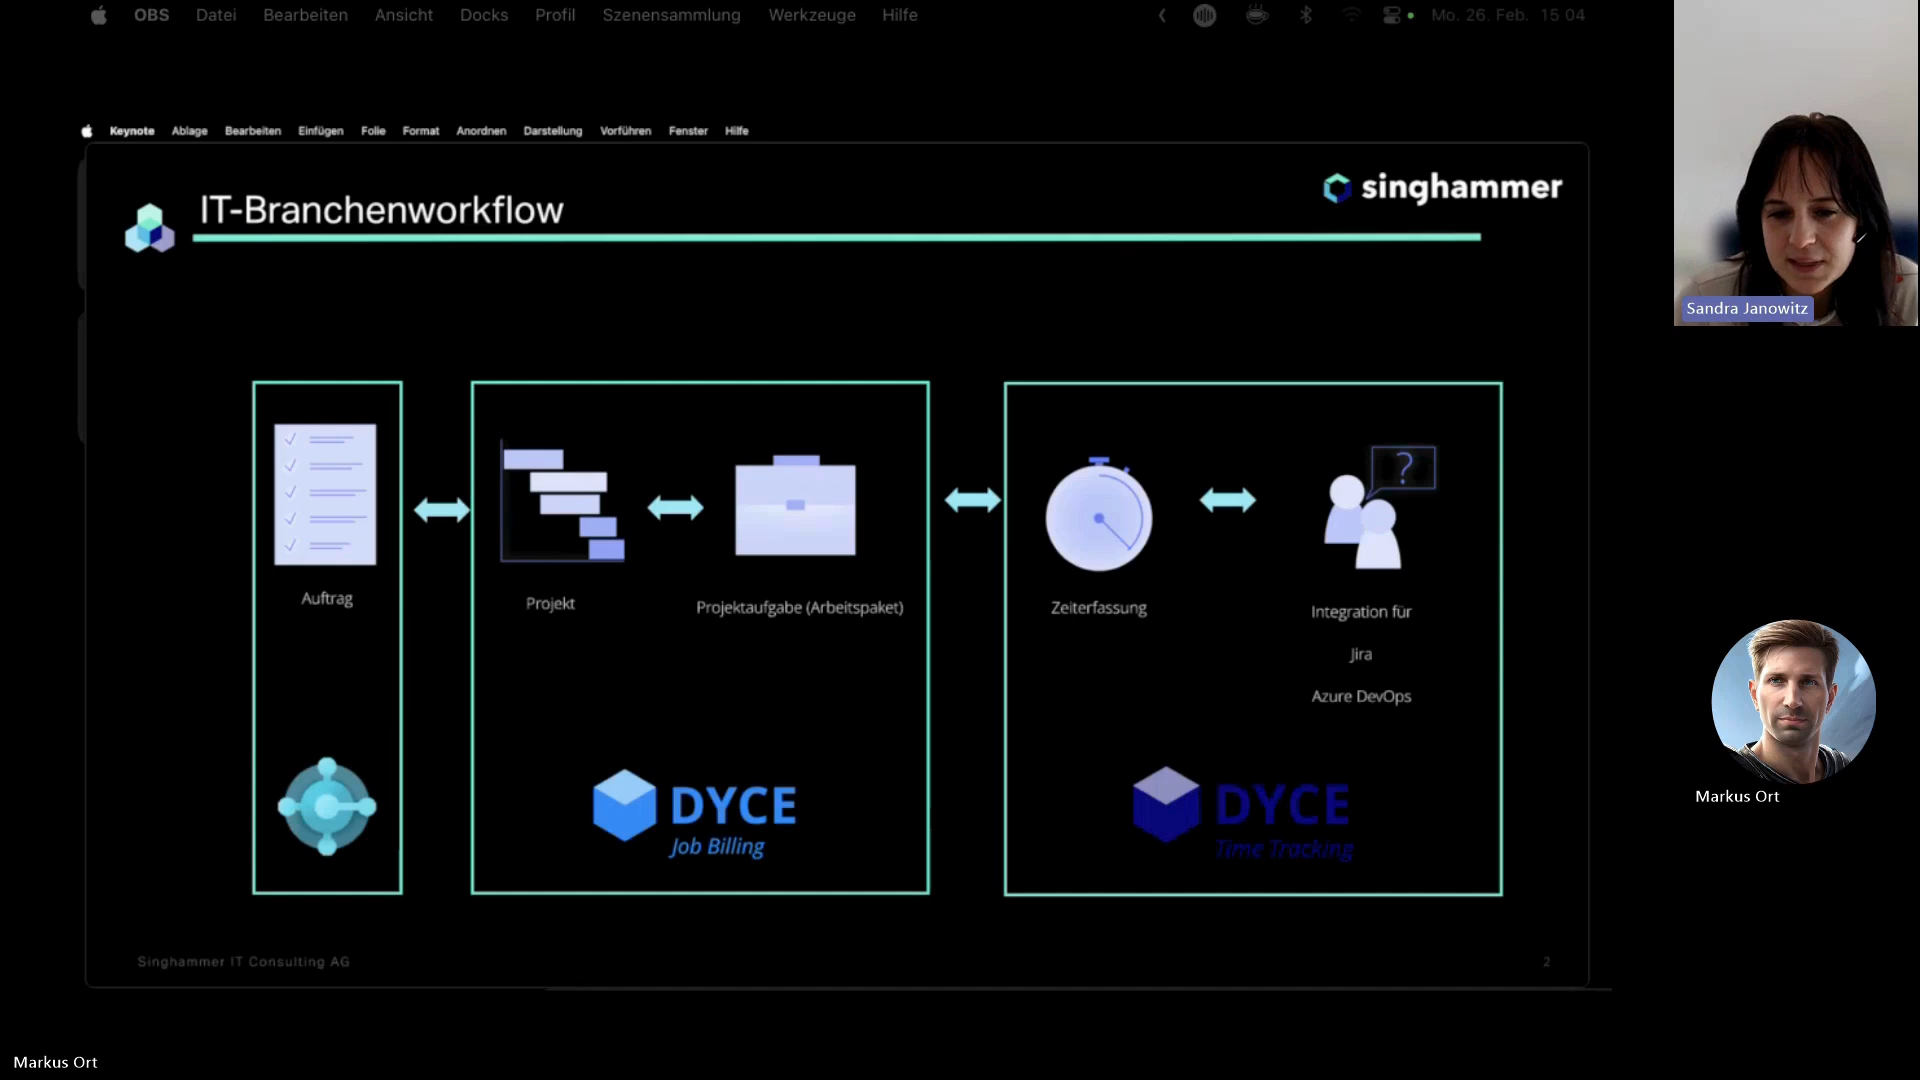 OBS Datei Bearbeiten Ansicht Docks Profil Szenensammlung Werkzeuge Hilfe Mo. 26. Feb. 15 04
Keynote Ablage Bearbeiten Einfügen Folie Format Anordnen Darstellung Vorführen Fenster Hilfe
IT-Branchenworkflow
singhammer
Auftrag
Projekt
Projektaufgabe (Arbeitspaket)
Zeiterfassung
?
Integration für
Jira
Azure DevOps
DYCE
Job Billing
DYCE
Time Tracking
Singhammer IT Consulting AG
2
Sandra Janowitz
Markus Ort
Markus Ort